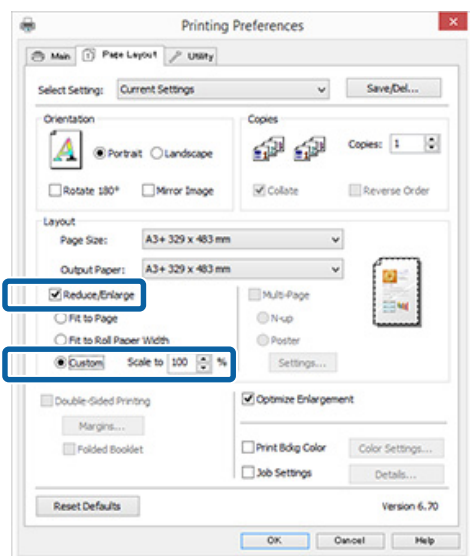 Printing Preferences
Main Page Layout Utility
Select Setting: Current Settings Save/Del...
Orientation Copies
Portrait Landscape Copies: 1
Rotate 180° Mirror Image Collate Reverse Order
Layout
Page Size: A3+ 329 x 483 mm
Output Paper: A3+ 329 x 483 mm
Reduce/Enlarge Multi-Page
Fit to Page N-up
Fit to Roll Paper Width Poster
Custom Scale to 100 % Settings...
Double-Sided Printing Optimize Enlargement
Margins...
Folded Booklet Print Bckg Color Color Settings...
Job Settings Details...
Reset Defaults Version 6.70
OK Cancel Help